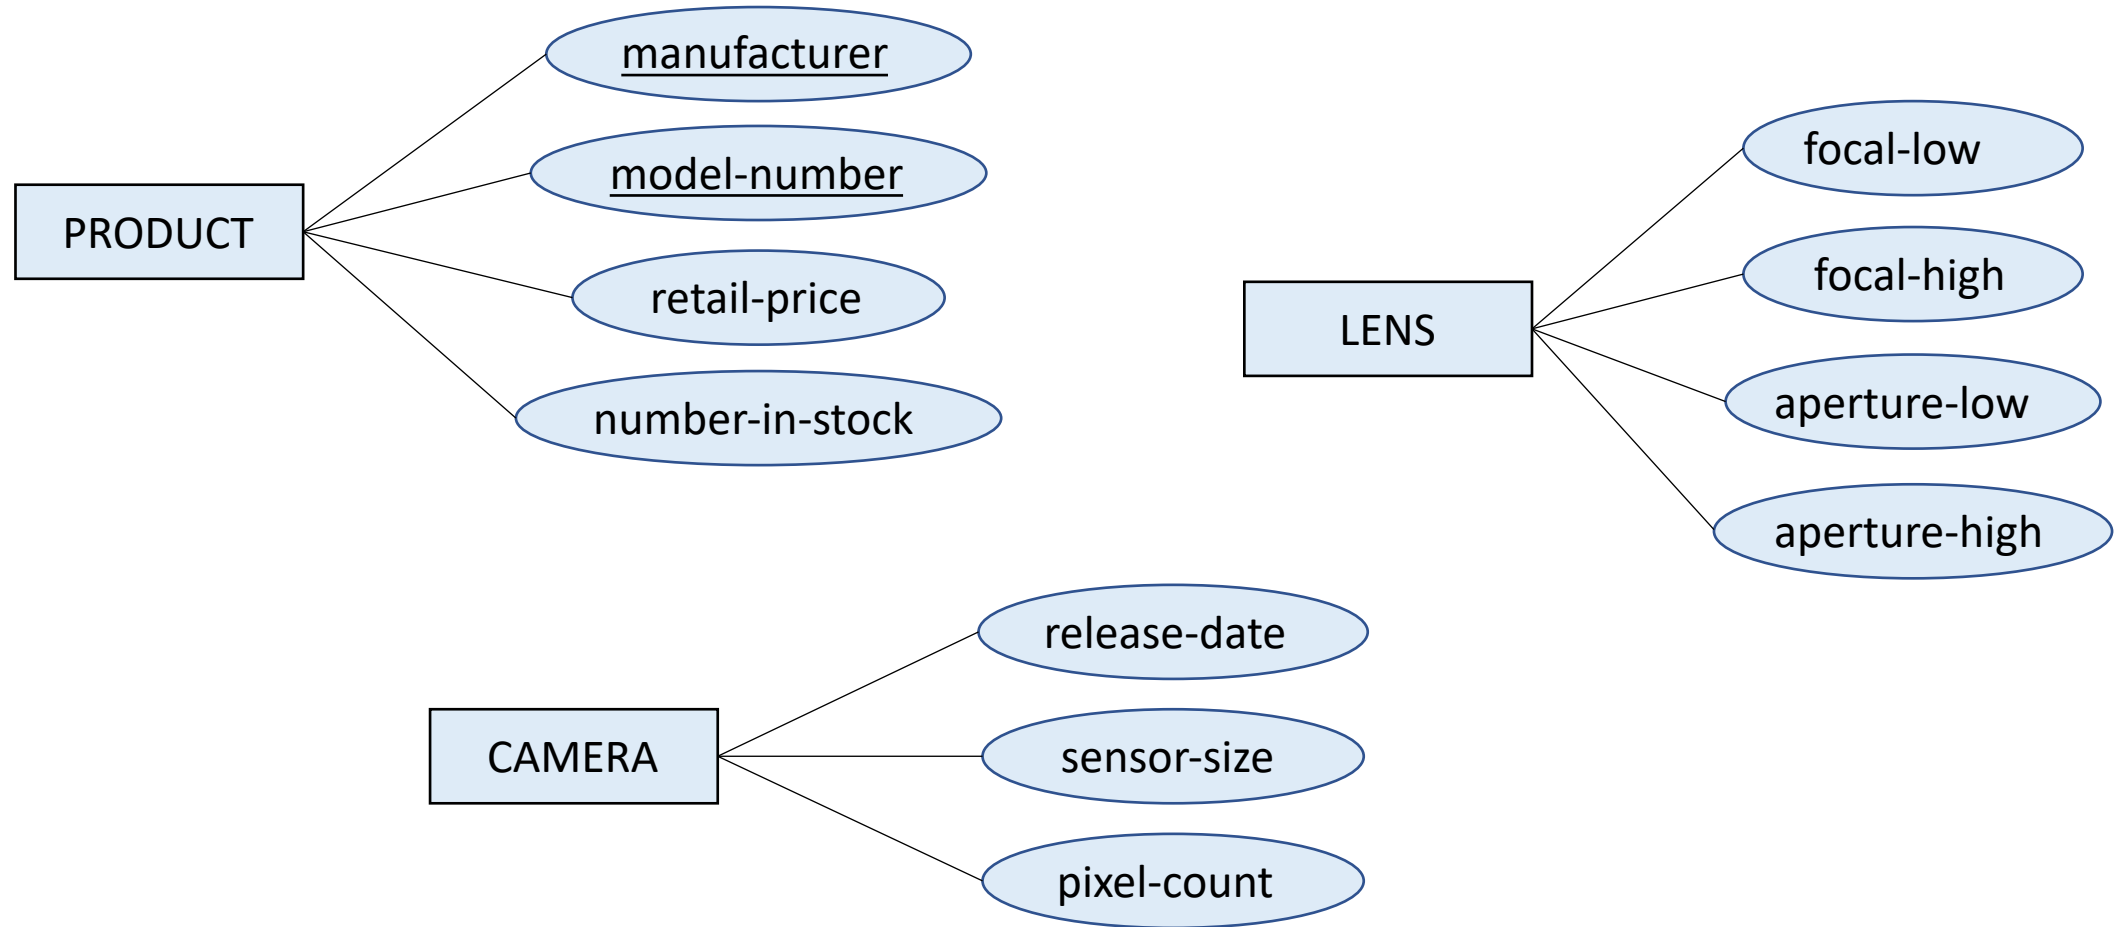 PRODUCT
manufacturer
model-number
retail-price
number-in-stock
LENS
focal-low
focal-high
aperture-low
aperture-high
CAMERA
release-date
sensor-size
pixel-count